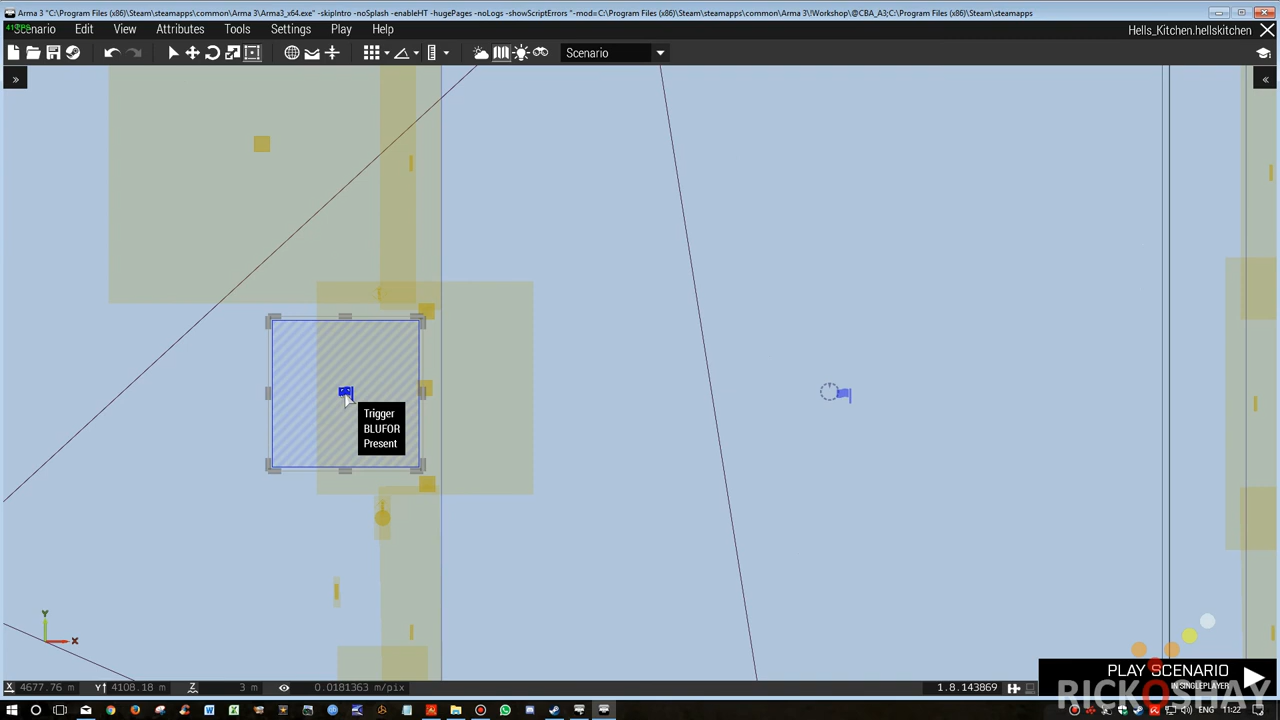 Arma 3 "C:\Program Files (x86)\Steam\steamapps\common\Arma 3\Arma3_x64.exe" -skipIntro -noSplash -enableHT -hugePages -noLogs -showScriptErrors "-mod=C:\Program Files (x86)\Steam\steamapps\common\Arma 3\!Workshop\@CBA_A3;C:\Program Files (x86)\Steam\steamapps
Scenario Edit View Attributes Tools Settings Play Help
Hells_Kitchen.hellskitchen
Scenario
Trigger
BLUFOR
Present
Y
X
PLAY SCENARIO
IN SINGLEPLAYER
X 4677.76 m Y 4108.18 m Z 3 m 0.0181363 m/pix
1.8.143869
RICKOSHAY
ENG 11:22